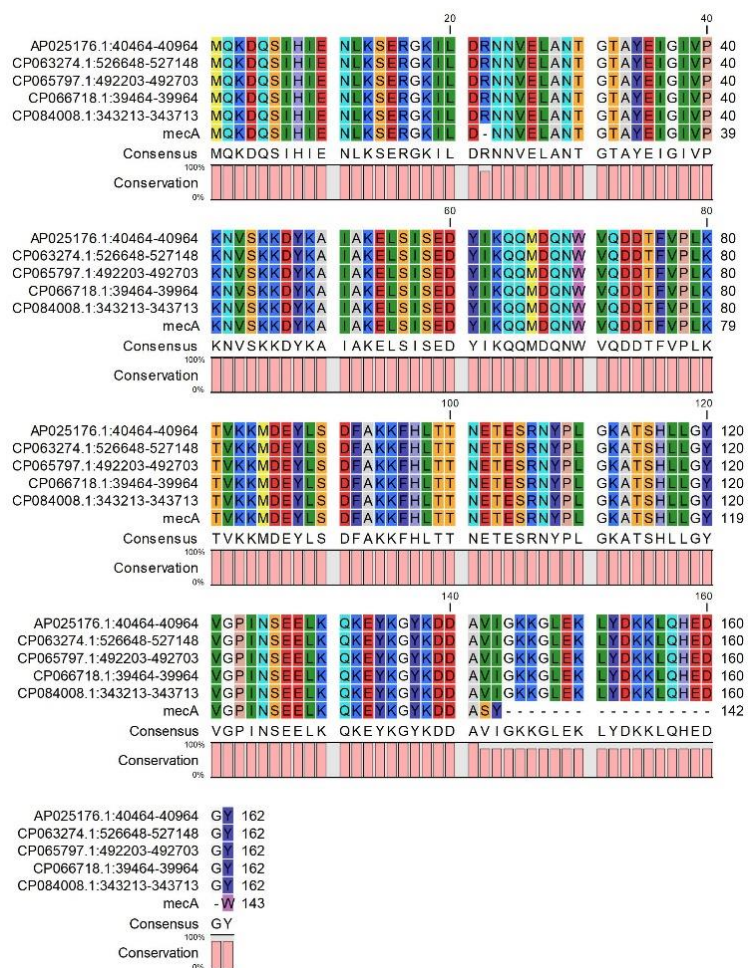 20 40
AP025176.1:40464-40964 MQKDQSIHIE NLKSERGKIL DRNNVELANT GTAYEIGIVP 40
CP063274.1:526648-527148 MQKDQSIHIE NLKSERGKIL DRNNVELANT GTAYEIGIVP 40
CP065797.1:492203-492703 MQKDQSIHIE NLKSERGKIL DRNNVELANT GTAYEIGIVP 40
CP066718.1:39464-39964 MQKDQSIHIE NLKSERGKIL DRNNVELANT GTAYEIGIVP 40
CP084008.1:343213-343713 MQKDQSIHIE NLKSERGKIL DRNNVELANT GTAYEIGIVP 40
mecA MQKDQSIHIE NLKSERGKIL D-NNVELANT GTAYEIGIVP 39
Consensus MQKDQSIHIE NLKSERGKIL DRNNVELANT GTAYEIGIVP
100%
Conservation
0%
60 80
AP025176.1:40464-40964 KNVSKKDYKA IAKELSISED YIKQQMDQNW VQDDTFVPLK 80
CP063274.1:526648-527148 KNVSKKDYKA IAKELSISED YIKQQMDQNW VQDDTFVPLK 80
CP065797.1:492203-492703 KNVSKKDYKA IAKELSISED YIKQQMDQNW VQDDTFVPLK 80
CP066718.1:39464-39964 KNVSKKDYKA IAKELSISED YIKQQMDQNW VQDDTFVPLK 80
CP084008.1:343213-343713 KNVSKKDYKA IAKELSISED YIKQQMDQNW VQDDTFVPLK 80
mecA KNVSKKDYKA IAKELSISED YIKQQMDQNW VQDDTFVPLK 79
Consensus KNVSKKDYKA IAKELSISED YIKQQMDQNW VQDDTFVPLK
100%
Conservation
0%
100 120
AP025176.1:40464-40964 TVKKMDEYLS DFAKKFHLTT NETESRNYPL GKATSHLLGY 120
CP063274.1:526648-527148 TVKKMDEYLS DFAKKFHLTT NETESRNYPL GKATSHLLGY 120
CP065797.1:492203-492703 TVKKMDEYLS DFAKKFHLTT NETESRNYPL GKATSHLLGY 120
CP066718.1:39464-39964 TVKKMDEYLS DFAKKFHLTT NETESRNYPL GKATSHLLGY 120
CP084008.1:343213-343713 TVKKMDEYLS DFAKKFHLTT NETESRNYPL GKATSHLLGY 120
mecA TVKKMDEYLS DFAKKFHLTT NETESRNYPL GKATSHLLGY 119
Consensus TVKKMDEYLS DFAKKFHLTT NETESRNYPL GKATSHLLGY
100%
Conservation
0%
140 160
AP025176.1:40464-40964 VGPINSEELK QKEYKGYKDD AVIGKKGLEK LYDKKLQHED 160
CP063274.1:526648-527148 VGPINSEELK QKEYKGYKDD AVIGKKGLEK LYDKKLQHED 160
CP065797.1:492203-492703 VGPINSEELK QKEYKGYKDD AVIGKKGLEK LYDKKLQHED 160
CP066718.1:39464-39964 VGPINSEELK QKEYKGYKDD AVIGKKGLEK LYDKKLQHED 160
CP084008.1:343213-343713 VGPINSEELK QKEYKGYKDD AVIGKKGLEK LYDKKLQHED 160
mecA VGPINSEELK QKEYKGYKDD ASY------- ---------- 142
Consensus VGPINSEELK QKEYKGYKDD AVIGKKGLEK LYDKKLQHED
100%
Conservation
0%
AP025176.1:40464-40964 GY 162
CP063274.1:526648-527148 GY 162
CP065797.1:492203-492703 GY 162
CP066718.1:39464-39964 GY 162
CP084008.1:343213-343713 GY 162
mecA -W 143
Consensus GY
100%
Conservation
0%